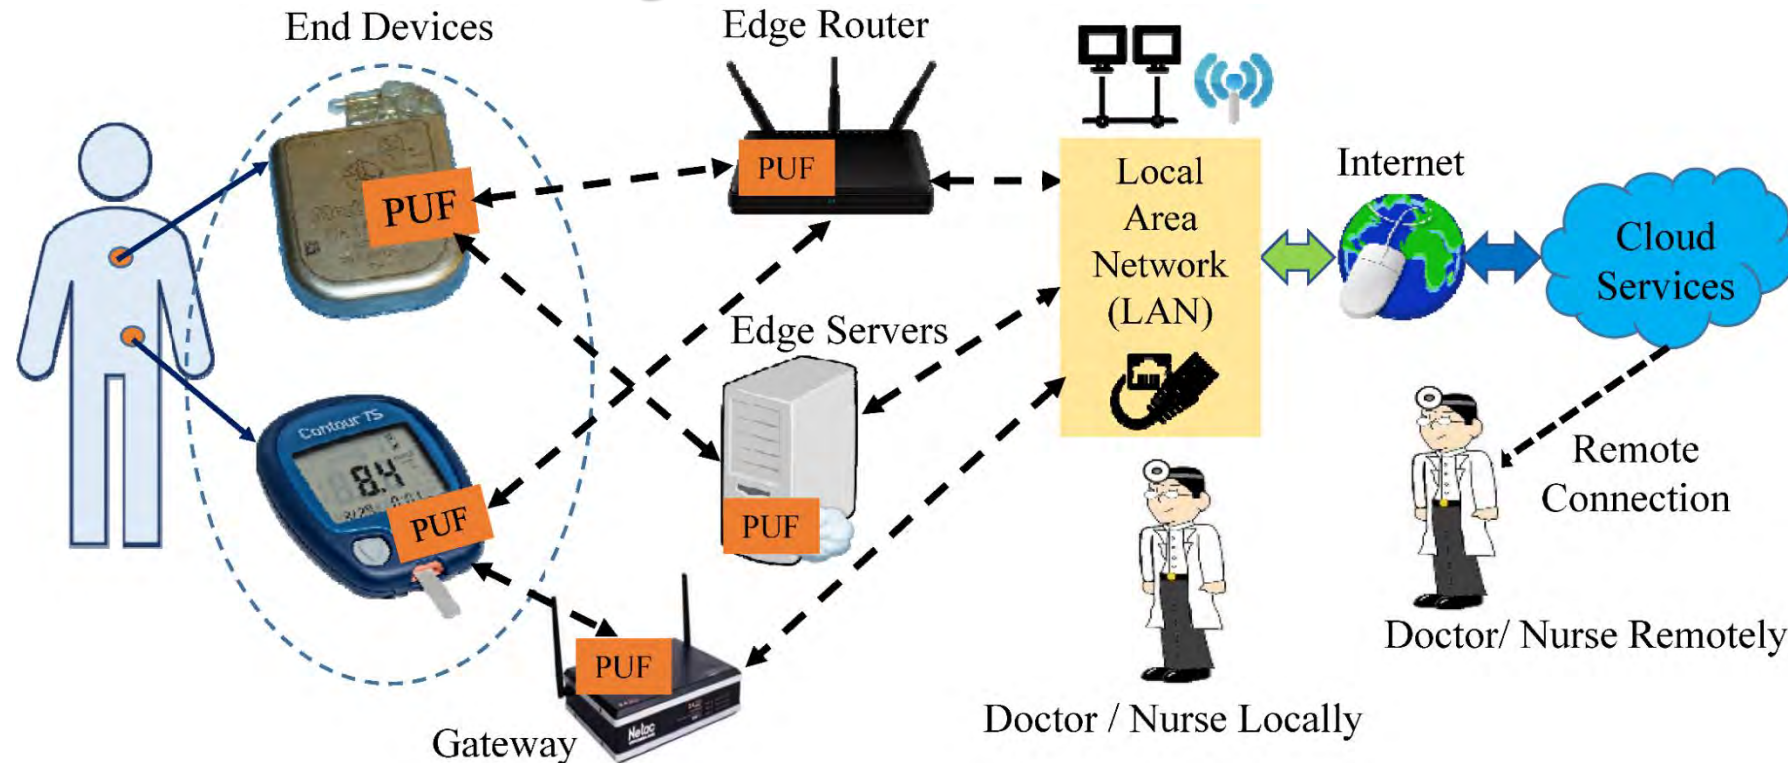 End Devices
Edge Router
PUF
PUF
Local
Area
Network
(LAN)
Internet
Cloud
Services
Edge Servers
Contour TS
8.4
PUF
PUF
Remote
Connection
PUF
Gateway
Doctor / Nurse Locally
Doctor/ Nurse Remotely